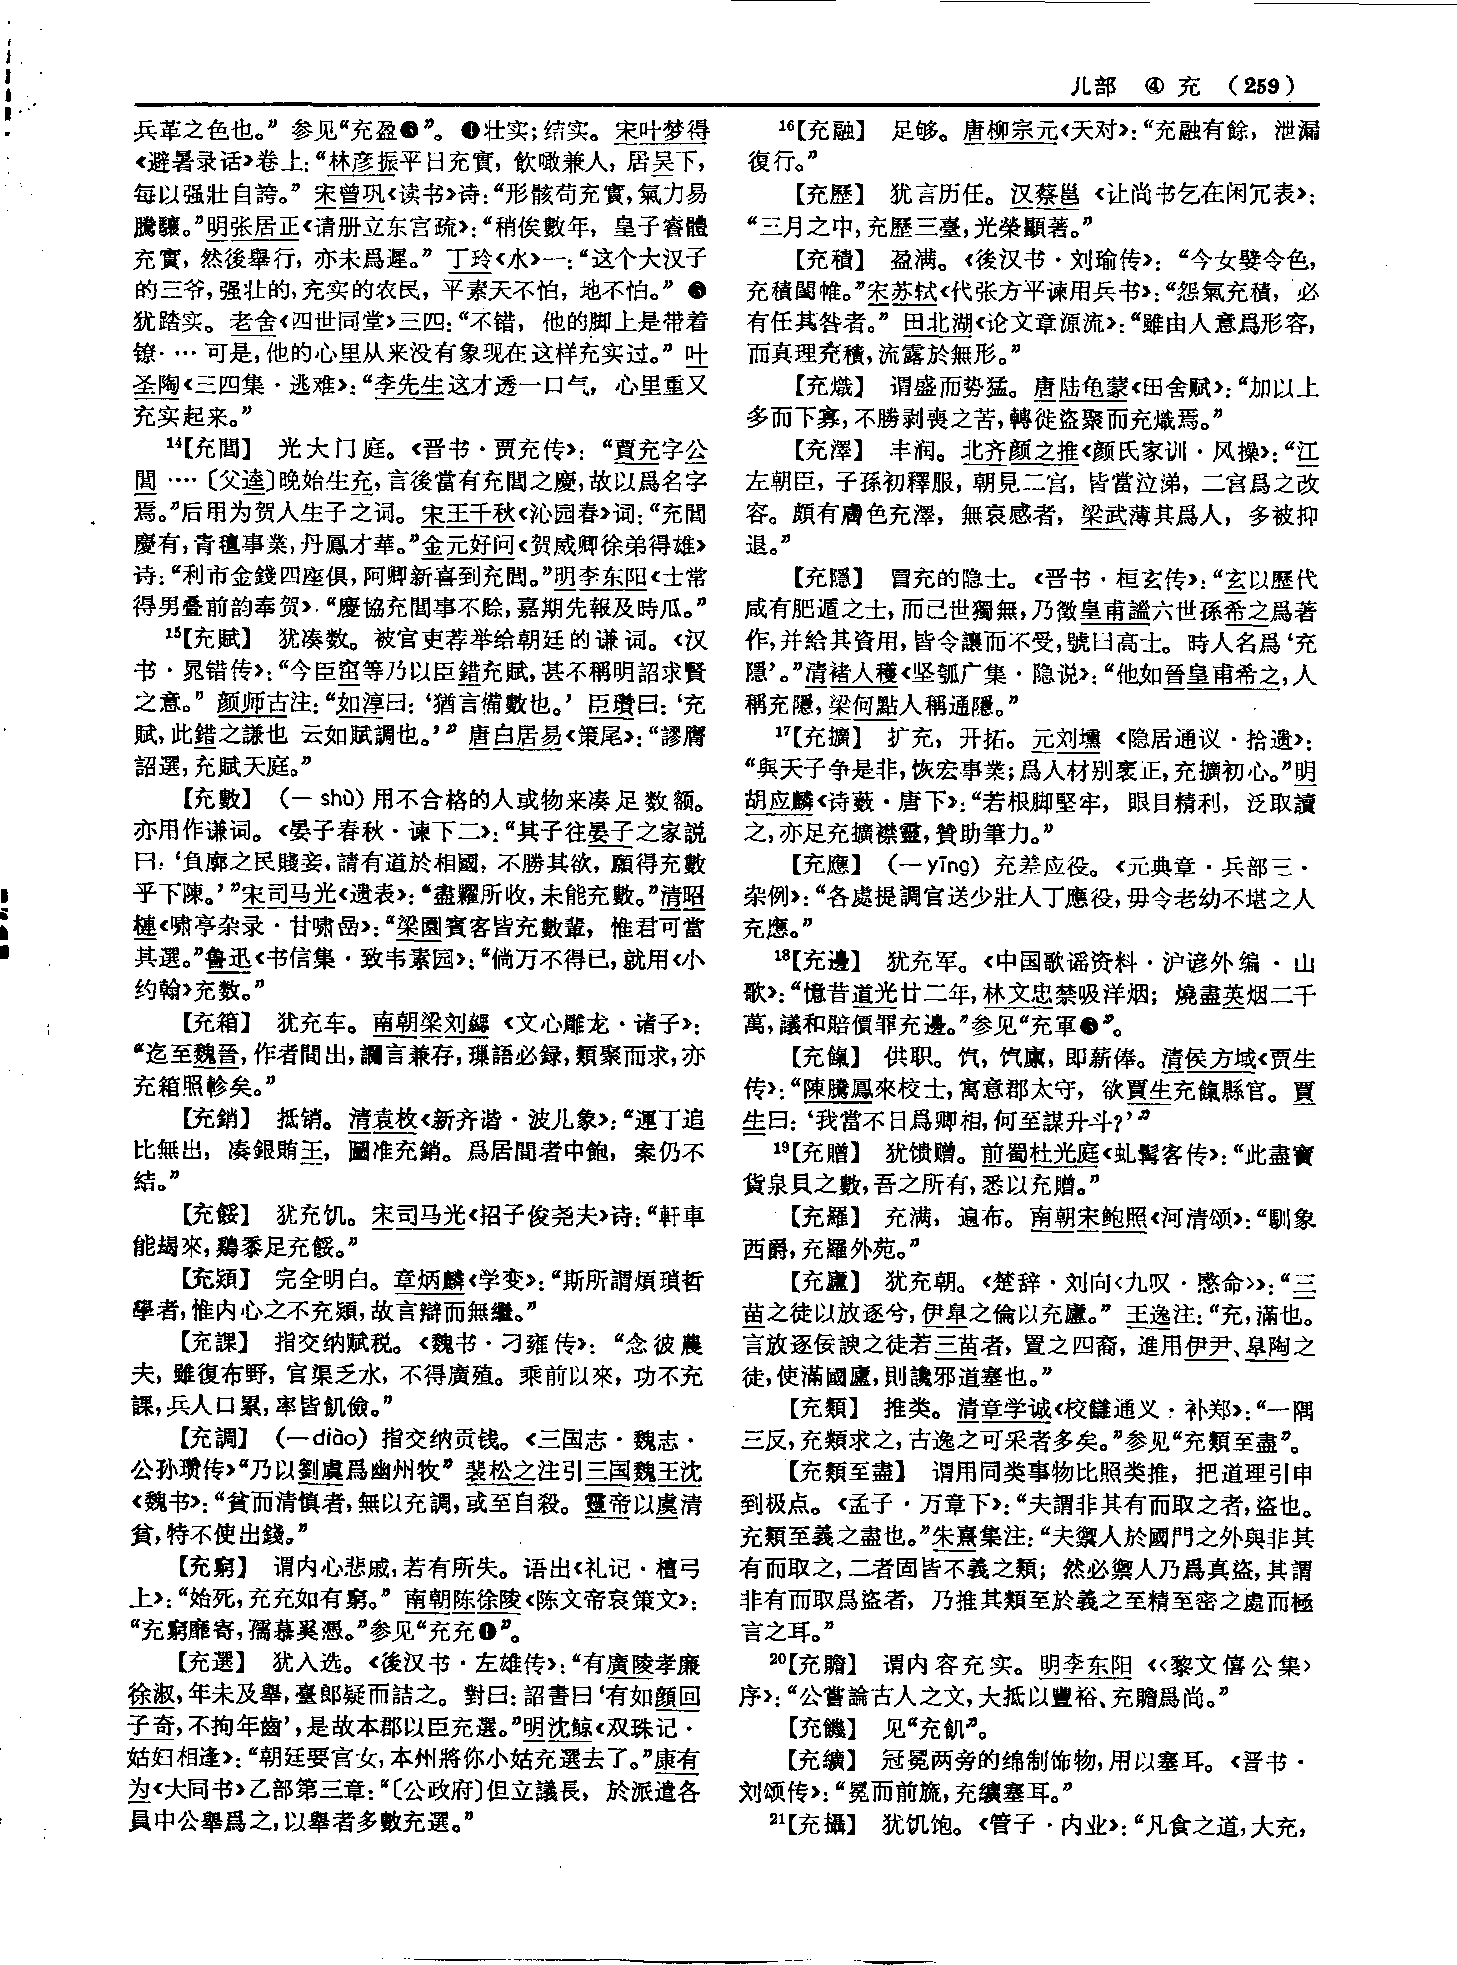 儿部 ④ 充 （259）
兵革之色也。”参见“充盈❸”。❹壮实；结实。宋叶梦得
《避暑录话》卷上：“林彦振平日充實，飲噉兼人，居吴下，
每以强壯自誇。”宋曾巩《读书》诗：“形骸苟充實，氣力易
騰驤。”明张居正《请册立东宫疏》：“稍俟數年，皇子睿體
充實，然後舉行，亦未爲遲。”丁玲《水》一：“这个大汉子
的三爷，强壮的，充实的农民，平素天不怕，地不怕。”❺
犹踏实。老舍《四世同堂》三四：“不错，他的脚上是带着
镣……可是，他的心里从来没有象现在这样充实过。”叶
圣陶《三四集·逃难》：“李先生这才透一口气，心里重又
充实起来。”
14【充閭】 光大门庭。《晋书·贾充传》：“賈充字公
閭……〔父逵〕晚始生充，言後當有充閭之慶，故以爲名字
焉。”后用为贺人生子之词。宋王千秋《沁园春》词：“充閭
慶有，青氊事業，丹鳳才華。”金元好问《贺威卿徐弟得雄》
诗：“利市金錢四座俱，阿卿新喜到充閭。”明李东阳《士常
得男叠前韵奉贺》：“慶協充閭事不賒，嘉期先報及時瓜。”
15【充賦】 犹凑数。被官吏荐举给朝廷的谦词。《汉
书·晁错传》：“今臣窋等乃以臣錯充賦，甚不稱明詔求賢
之意。”颜师古注：“如淳曰：‘猶言備數也。’臣瓚曰：‘充
賦，此錯之謙也 云如賦調也。’”唐白居易《策尾》：“謬膺
詔選，充賦天庭。”
【充數】 （－shù）用不合格的人或物来凑足数额。
亦用作谦词。《晏子春秋·谏下二》：“其子往晏子之家説
曰：‘負廓之民賤妾，請有道於相國，不勝其欲，願得充數
乎下陳。’”宋司马光《遗表》：“盡糶所收，未能充數。”清昭
槤《啸亭杂录·甘啸嵒》：“梁園賓客皆充數輩，惟君可當
其選。”鲁迅《书信集·致韦素园》：“倘万不得已，就用《小
约翰》充数。”
【充箱】 犹充车。南朝梁刘勰《文心雕龙·诸子》：
“迄至魏晉，作者間出，讕言兼存，璅語必録，類聚而求，亦
充箱照軫矣。”
【充銷】 抵销。清袁枚《新齐谐·波儿象》：“運丁追
比無出，凑銀賄王，圖准充銷。爲居間者中飽，案仍不
結。”
【充餒】 犹充饥。宋司马光《招子俊尧夫》诗：“軒車
能朅來，鷄黍足充餒。”
【充熲】 完全明白。章炳麟《学变》：“斯所謂煩瑣哲
學者，惟内心之不充熲，故言辯而無繼。”
【充課】 指交纳赋税。《魏书·刁雍传》：“念彼農
夫，雖復布野，官渠乏水，不得廣殖。乘前以來，功不充
課，兵人口累，率皆飢儉。”
【充調】 （－diào）指交纳贡钱。《三国志·魏志·
公孙瓒传》“乃以劉虞爲幽州牧”裴松之注引三国魏王沈
《魏书》：“貧而清慎者，無以充調，或至自殺。靈帝以虞清
貧，特不使出錢。”
【充窮】 谓内心悲戚，若有所失。语出《礼记·檀弓
上》：“始死，充充如有窮。”南朝陈徐陵《陈文帝哀策文》：
“充窮靡寄，孺慕奚憑。”参见“充充❶”。
【充選】 犹入选。《後汉书·左雄传》：“有廣陵孝廉
徐淑，年未及舉，臺郎疑而詰之。對曰：詔書曰‘有如顔回
子奇，不拘年齒’，是故本郡以臣充選。”明沈鲸《双珠记·
姑妇相逢》：“朝廷要宫女，本州將你小姑充選去了。”康有
为《大同书》乙部第三章：“〔公政府〕但立議長，於派遣各
員中公舉爲之，以舉者多數充選。”
16【充融】 足够。唐柳宗元《天对》：“充融有餘，泄漏
復行。”
【充歷】 犹言历任。汉蔡邕《让尚书乞在闲冗表》：
“三月之中，充歷三臺，光榮顯著。”
【充積】 盈满。《後汉书·刘瑜传》：“今女嬖令色，
充積閨帷。”宋苏轼《代张方平谏用兵书》：“怨氣充積，必
有任其咎者。”田北湖《论文章源流》：“雖由人意爲形容，
而真理充積，流露於無形。”
【充熾】 谓盛而势猛。唐陆龟蒙《田舍赋》：“加以上
多而下寡，不勝剥喪之苦，轉徙盜聚而充熾焉。”
【充澤】 丰润。北齐颜之推《颜氏家训·风操》：“江
左朝臣，子孫初釋服，朝見二宫，皆當泣涕，二宫爲之改
容。頗有膚色充澤，無哀感者，梁武薄其爲人，多被抑
退。”
【充隱】 冒充的隐士。《晋书·桓玄传》：“玄以歷代
咸有肥遁之士，而己世獨無，乃徵皇甫謐六世孫希之爲著
作，并給其資用，皆令讓而不受，號曰高士。時人名爲‘充
隱’。”清褚人穫《坚瓠广集·隐说》：“他如晉皇甫希之，人
稱充隱，梁何點人稱通隱。”
17【充擴】 扩充，开拓。元刘壎《隐居通议·拾遗》：
“與天子争是非，恢宏事業；爲人材别衷正，充擴初心。”明
胡应麟《诗薮·唐下》：“若根脚堅牢，眼目精利，泛取讀
之，亦足充擴襟靈，贊助筆力。”
【充應】 （－yīng）充差应役。《元典章·兵部三·
杂例》：“各處提調官送少壯人丁應役，毋令老幼不堪之人
充應。”
18【充邊】 犹充军。《中国歌谣资料·沪谚外编·山
歌》：“憶昔道光廿二年，林文忠禁吸洋烟；燒盡英烟二千
萬，議和賠償罪充邊。”参见“充軍❸”。
【充餼】 供职。饩，饩廩，即薪俸。清侯方域《贾生
传》：“陳騰鳳來校士，寓意郡太守，欲賈生充餼縣官。賈
生曰：‘我當不日爲卿相，何至謀升斗？’”
19【充贈】 犹馈赠。前蜀杜光庭《虬髯客传》：“此盡寶
貨泉貝之數，吾之所有，悉以充贈。”
【充羅】 充满，遍布。南朝宋鲍照《河清颂》：“馴象
西爵，充羅外苑。”
【充廬】 犹充朝。《楚辞·刘向〈九叹·愍命〉》：“三
苗之徒以放逐兮，伊皋之倫以充廬。”王逸注：“充，滿也。
言放逐佞諛之徒若三苗者，置之四裔，進用伊尹、皋陶之
徒，使滿國廬，則讒邪道塞也。”
【充類】 推类。清章学诚《校雠通义·补郑》：“一隅
三反，充類求之，古逸之可采者多矣。”参见“充類至盡”。
【充類至盡】 谓用同类事物比照类推，把道理引申
到极点。《孟子·万章下》：“夫謂非其有而取之者，盜也。
充類至義之盡也。”朱熹集注：“夫禦人於國門之外與非其
有而取之，二者固皆不義之類；然必禦人乃爲真盜，其謂
非有而取爲盜者，乃推其類至於義之至精至密之處而極
言之耳。”
20【充贍】 谓内容充实。明李东阳《〈黎文僖公集〉
序》：“公嘗論古人之文，大抵以豐裕、充贍爲尚。”
【充饑】 见“充飢”。
【充纊】 冠冕两旁的绵制饰物，用以塞耳。《晋书·
刘颂传》：“冕而前旒，充纊塞耳。”
21【充攝】 犹饥饱。《管子·内业》：“凡食之道，大充，